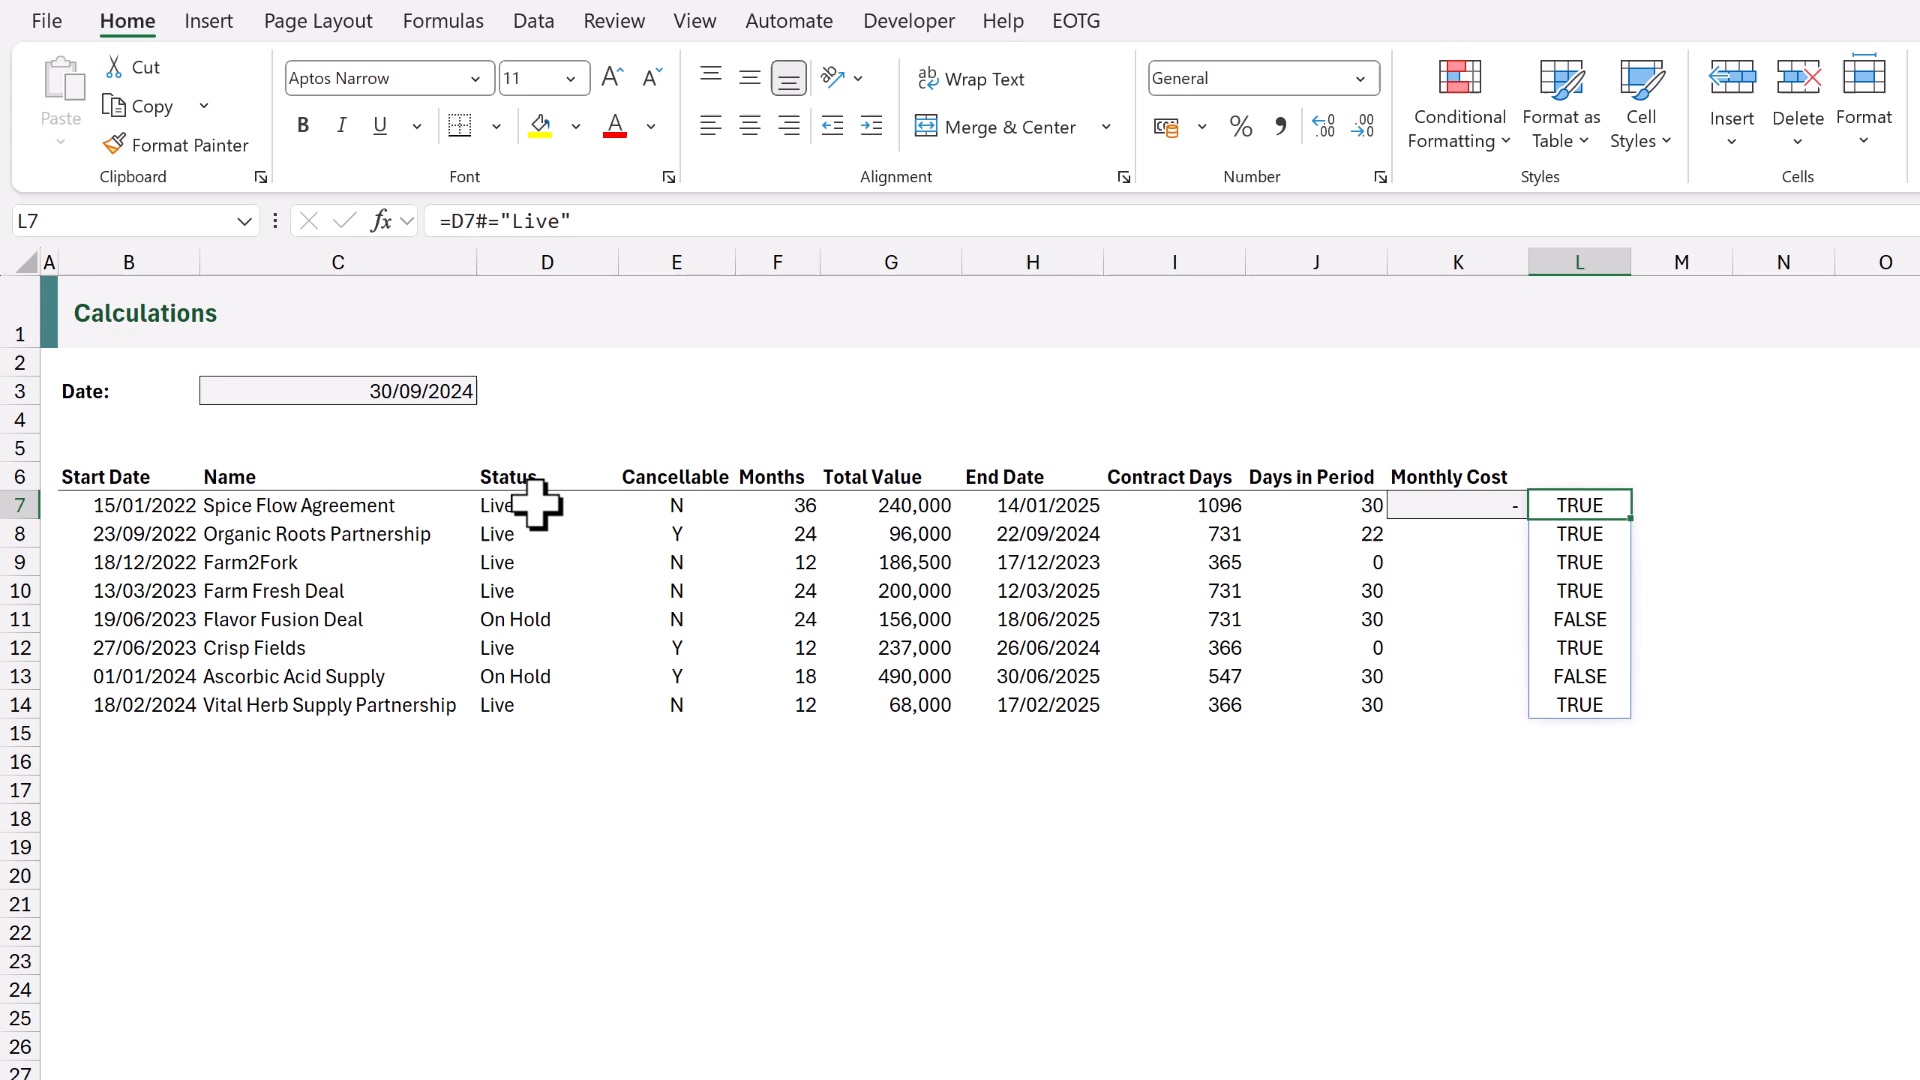 File Home Insert Page Layout Formulas Data Review View Automate Developer Help EOTG
Paste
Cut
Copy
Format Painter
Clipboard
Aptos Narrow 11
B I U
Font
Wrap Text
Merge & Center
Alignment
General
Number
Conditional Formatting
Format as Table
Cell Styles
Styles
Insert Delete Format
Cells
L7 fx =D7#="Live"
A B C D E F G H I J K L M N O
1 Calculations
2
3 Date: 30/09/2024
4
5
6 Start Date Name Status Cancellable Months Total Value End Date Contract Days Days in Period Monthly Cost
7 15/01/2022 Spice Flow Agreement Live N 36 240,000 14/01/2025 1096 30 - TRUE
8 23/09/2022 Organic Roots Partnership Live Y 24 96,000 22/09/2024 731 22 TRUE
9 18/12/2022 Farm2Fork Live N 12 186,500 17/12/2023 365 0 TRUE
10 13/03/2023 Farm Fresh Deal Live N 24 200,000 12/03/2025 731 30 TRUE
11 19/06/2023 Flavor Fusion Deal On Hold N 24 156,000 18/06/2025 731 30 FALSE
12 27/06/2023 Crisp Fields Live Y 12 237,000 26/06/2024 366 0 TRUE
13 01/01/2024 Ascorbic Acid Supply On Hold Y 18 490,000 30/06/2025 547 30 FALSE
14 18/02/2024 Vital Herb Supply Partnership Live N 12 68,000 17/02/2025 366 30 TRUE
15
16
17
18
19
20
21
22
23
24
25
26
27